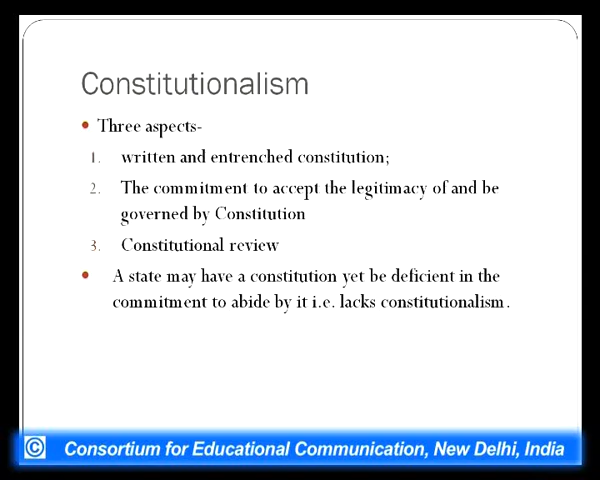 Constitutionalism
• Three aspects-
1. written and entrenched constitution;
2. The commitment to accept the legitimacy of and be
governed by Constitution
3. Constitutional review
• A state may have a constitution yet be deficient in the
commitment to abide by it i.e. lacks constitutionalism.
© Consortium for Educational Communication, New Delhi, India